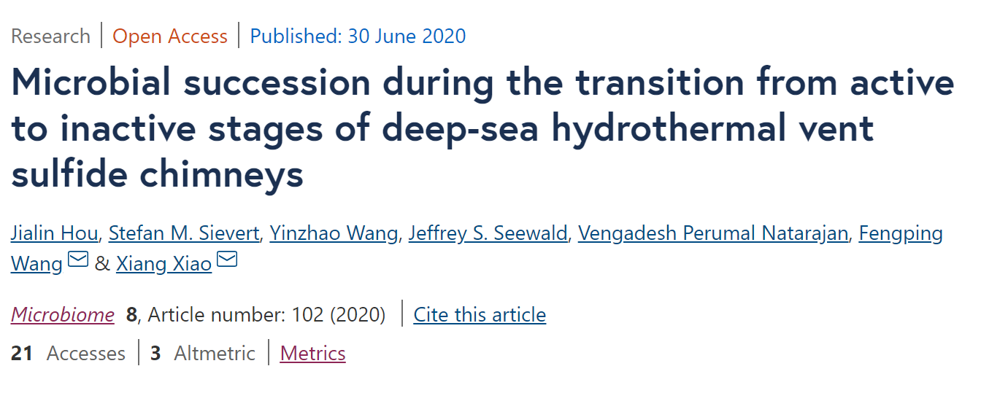 Research | Open Access | Published: 30 June 2020
Microbial succession during the transition from active
to inactive stages of deep-sea hydrothermal vent
sulfide chimneys
Jialin Hou, Stefan M. Sievert, Yinzhao Wang, Jeffrey S. Seewald, Vengadesh Perumal Natarajan, Fengping
Wang & Xiang Xiao
Microbiome 8, Article number: 102 (2020) | Cite this article
21 Accesses | 3 Altmetric | Metrics